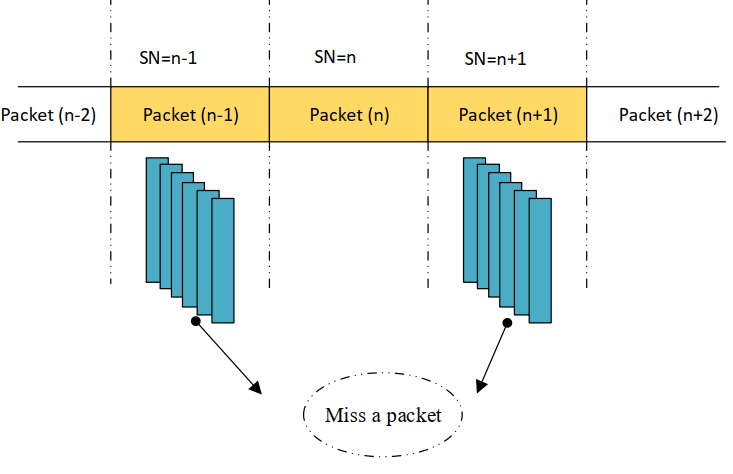 SN=n-1
SN=n
SN=n+1
Packet (n-2)
Packet (n-1)
Packet (n)
Packet (n+1)
Packet (n+2)
Miss a packet